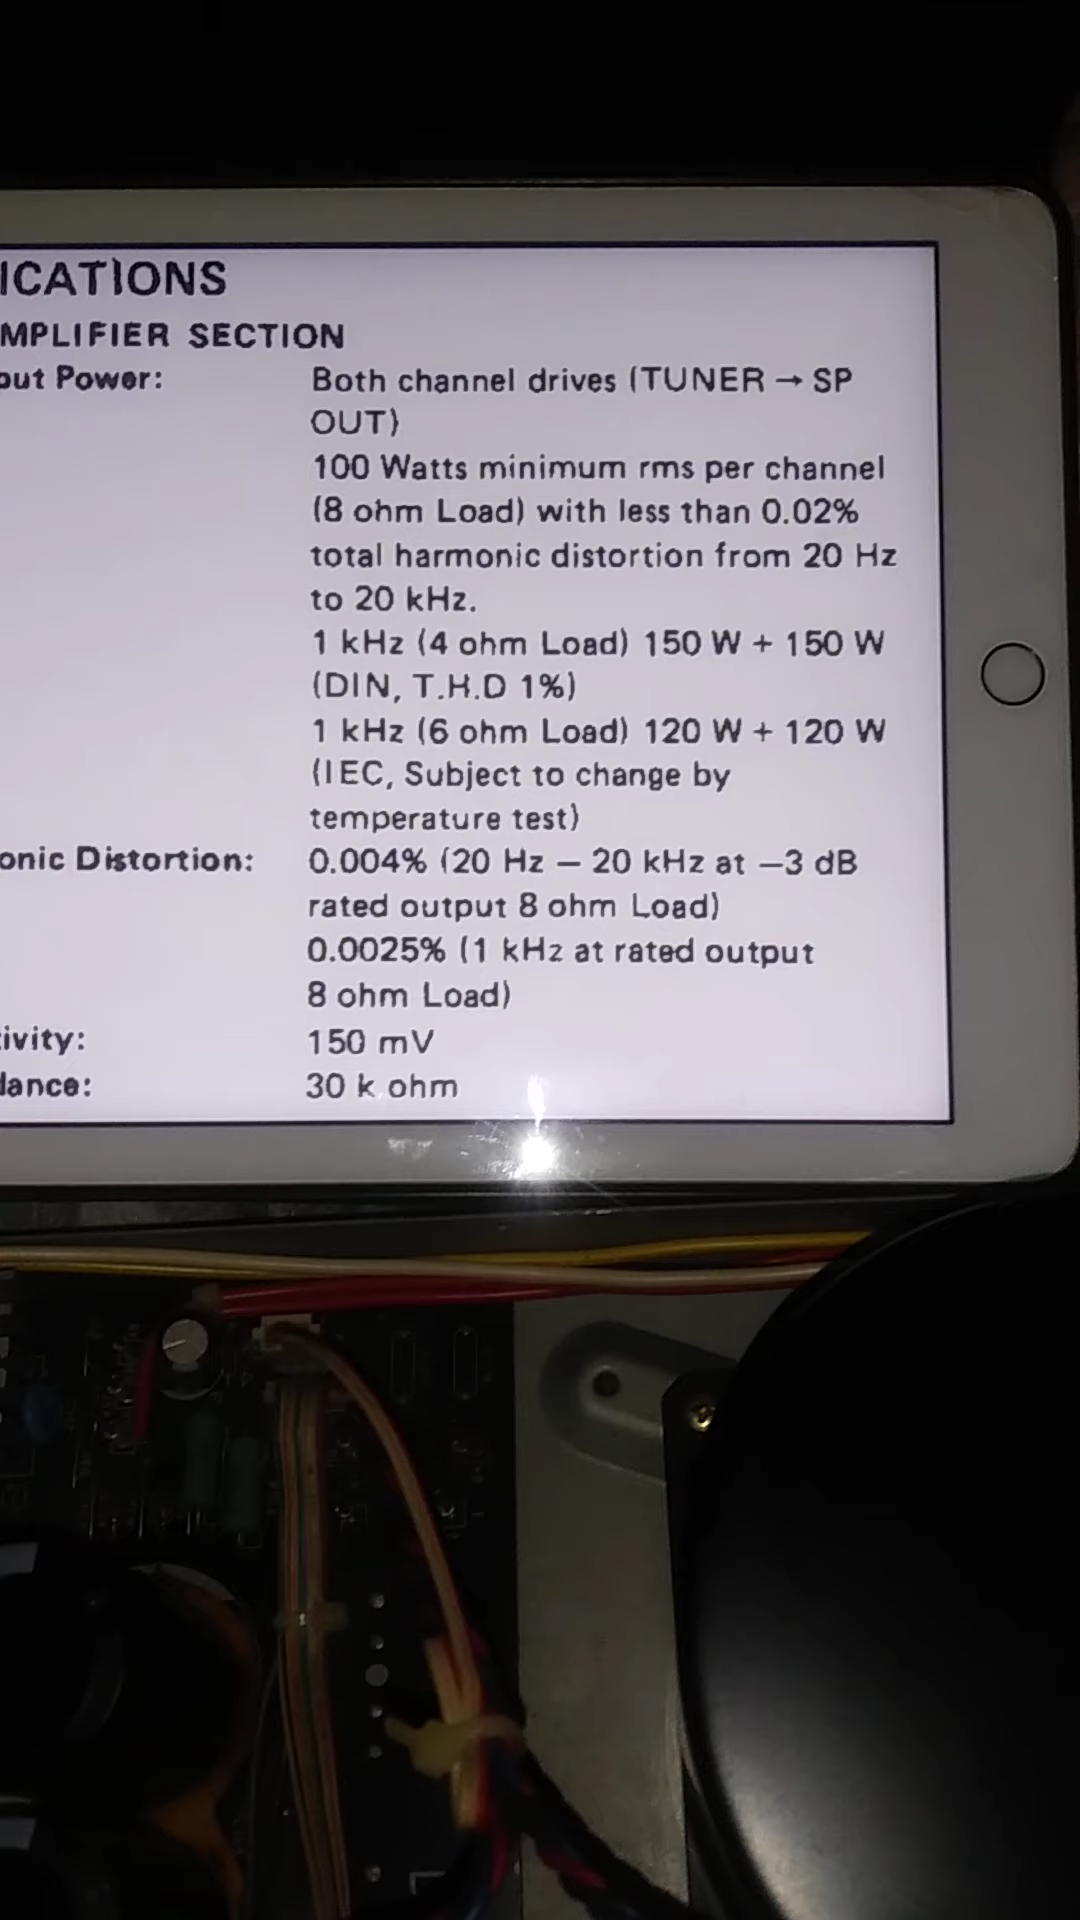 ICATIONS
MPLIFIER SECTION
out Power: Both channel drives (TUNER → SP
OUT)
100 Watts minimum rms per channel
(8 ohm Load) with less than 0.02%
total harmonic distortion from 20 Hz
to 20 kHz.
1 kHz (4 ohm Load) 150 W + 150 W
(DIN, T.H.D 1%)
1 kHz (6 ohm Load) 120 W + 120 W
(IEC, Subject to change by
temperature test)
onic Distortion: 0.004% (20 Hz – 20 kHz at –3 dB
rated output 8 ohm Load)
0.0025% (1 kHz at rated output
8 ohm Load)
tivity: 150 mV
dance: 30 k ohm